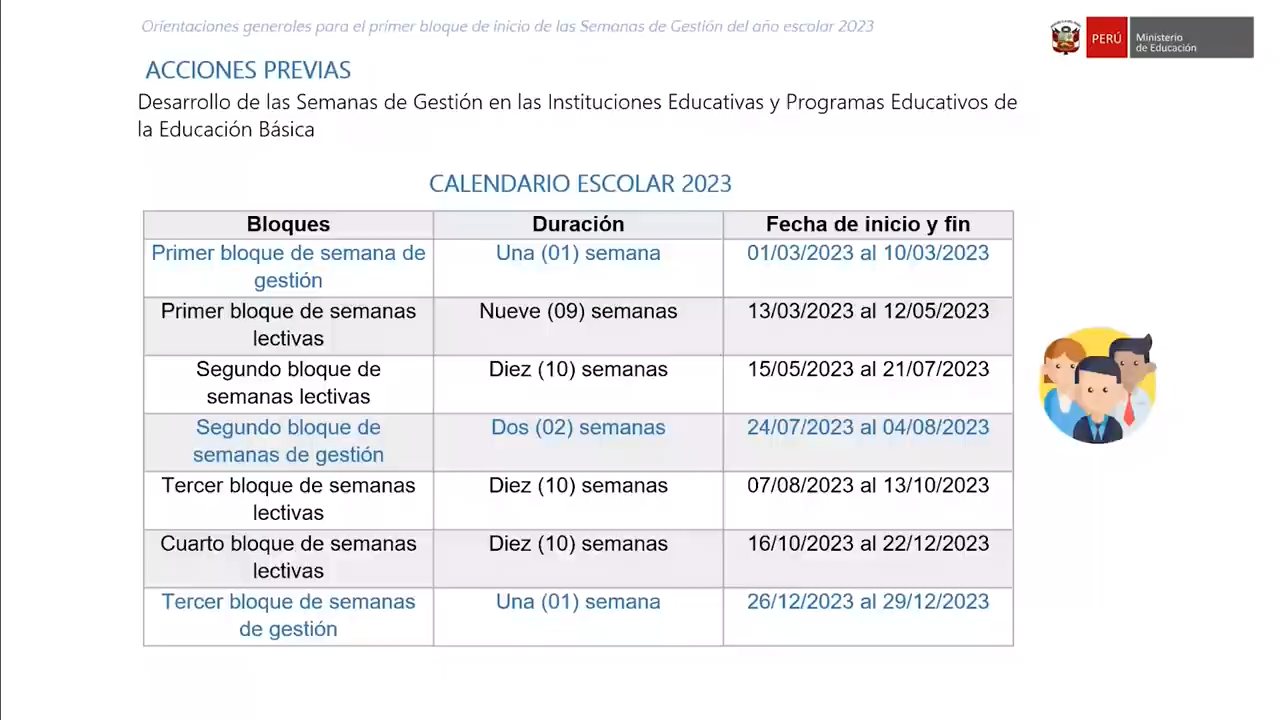 Orientaciones generales para el primer bloque de inicio de las Semanas de Gestión del año escolar 2023
PERÚ
Ministerio
de Educación
ACCIONES PREVIAS
Desarrollo de las Semanas de Gestión en las Instituciones Educativas y Programas Educativos de
la Educación Básica
CALENDARIO ESCOLAR 2023
Bloques Duración Fecha de inicio y fin
Primer bloque de semana de Una (01) semana 01/03/2023 al 10/03/2023
gestión
Primer bloque de semanas Nueve (09) semanas 13/03/2023 al 12/05/2023
lectivas
Segundo bloque de Diez (10) semanas 15/05/2023 al 21/07/2023
semanas lectivas
Segundo bloque de Dos (02) semanas 24/07/2023 al 04/08/2023
semanas de gestión
Tercer bloque de semanas Diez (10) semanas 07/08/2023 al 13/10/2023
lectivas
Cuarto bloque de semanas Diez (10) semanas 16/10/2023 al 22/12/2023
lectivas
Tercer bloque de semanas Una (01) semana 26/12/2023 al 29/12/2023
de gestión